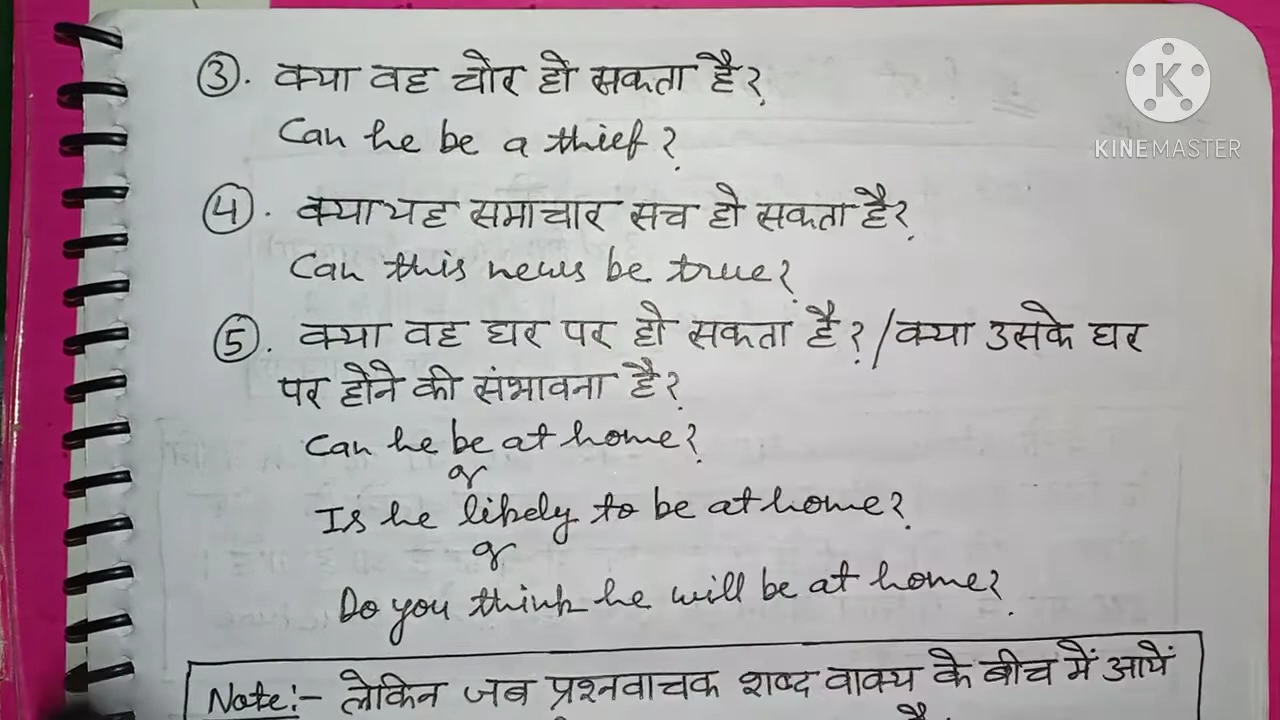 ③. क्या वह चोर हो सकता है?
Can he be a thief?
④. क्या यह समाचार सच हो सकता है?
Can this news be true?
⑤. क्या वह घर पर हो सकता है? / क्या उसके घर
पर होने की संभावना है?
Can he be at home?
or
Is he likely to be at home?
or
Do you think he will be at home?
Note:- लेकिन जब प्रश्नवाचक शब्द वाक्य के बीच में आयें
K
KINEMASTER